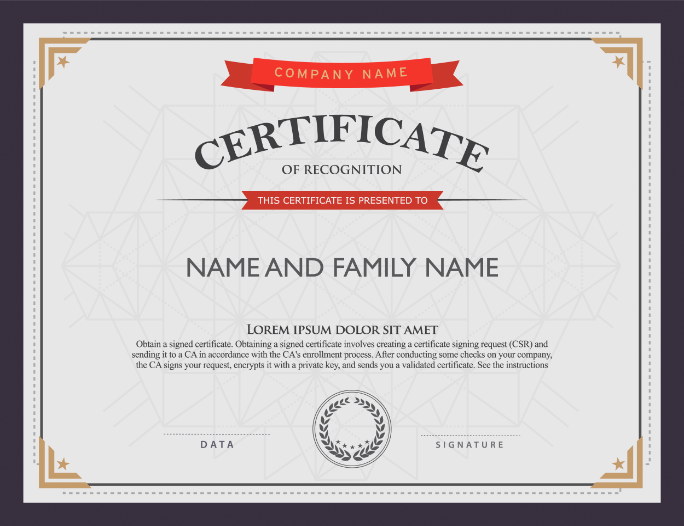 COMPANY NAME
CERTIFICATE
OF RECOGNITION
THIS CERTIFICATE IS PRESENTED TO
NAME AND FAMILY NAME
LOREM IPSUM DOLOR SIT AMET
Obtain a signed certificate. Obtaining a signed certificate involves creating a certificate signing request (CSR) and
sending it to a CA in accordance with the CA's enrollment process. After conducting some checks on your company,
the CA signs your request, encrypts it with a private key, and sends you a validated certificate. See the instructions
DATA
SIGNATURE